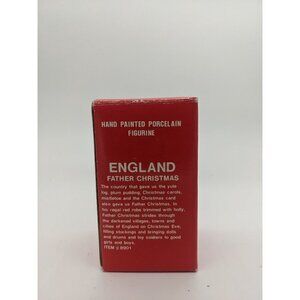 HAND PAINTED PORCELAIN
FIGURINE
ENGLAND
FATHER CHRISTMAS
The country that gave us the yule
log, plum pudding, Christmas carols,
mistletoe and the Christmas card
also gave us Father Christmas. In
his regal red robe trimmed with holly,
Father Christmas strides through
the darkened villages, towns and
cities of England on Christmas Eve,
filling stockings and bringing dolls
and drums and toy soldiers to good
girls and boys.
ITEM # 8901